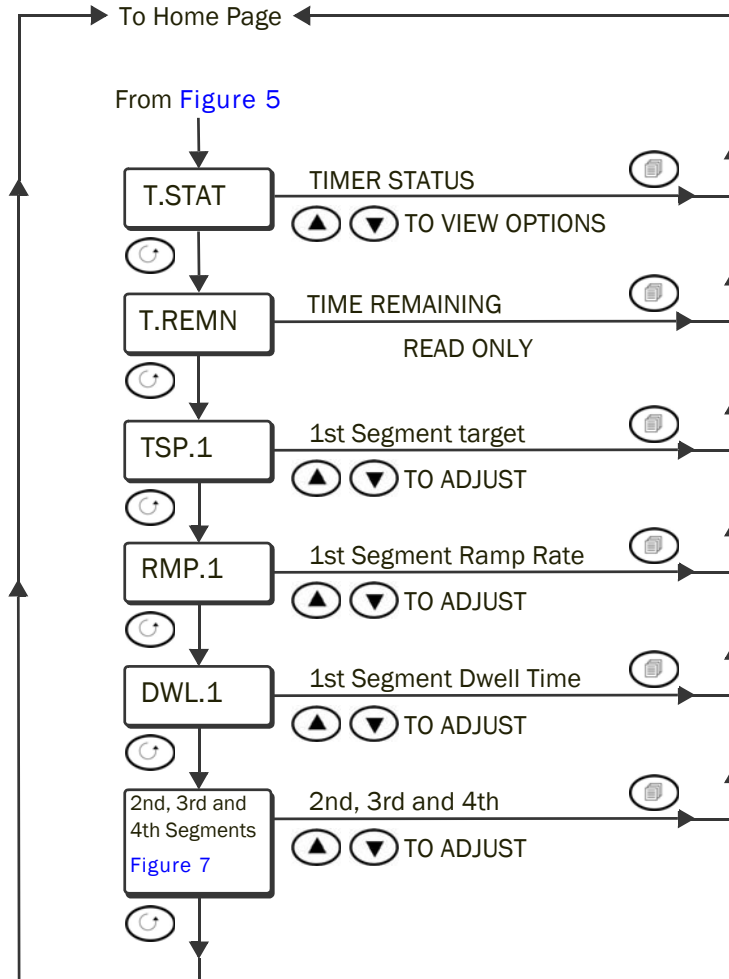 To Home Page
From Figure 5
T.STAT
TIMER STATUS
TO VIEW OPTIONS
T.REMN
TIME REMAINING
READ ONLY
TSP.1
1st Segment target
TO ADJUST
RMP.1
1st Segment Ramp Rate
TO ADJUST
DWL.1
1st Segment Dwell Time
TO ADJUST
2nd, 3rd and
4th Segments
Figure 7
2nd, 3rd and 4th
TO ADJUST